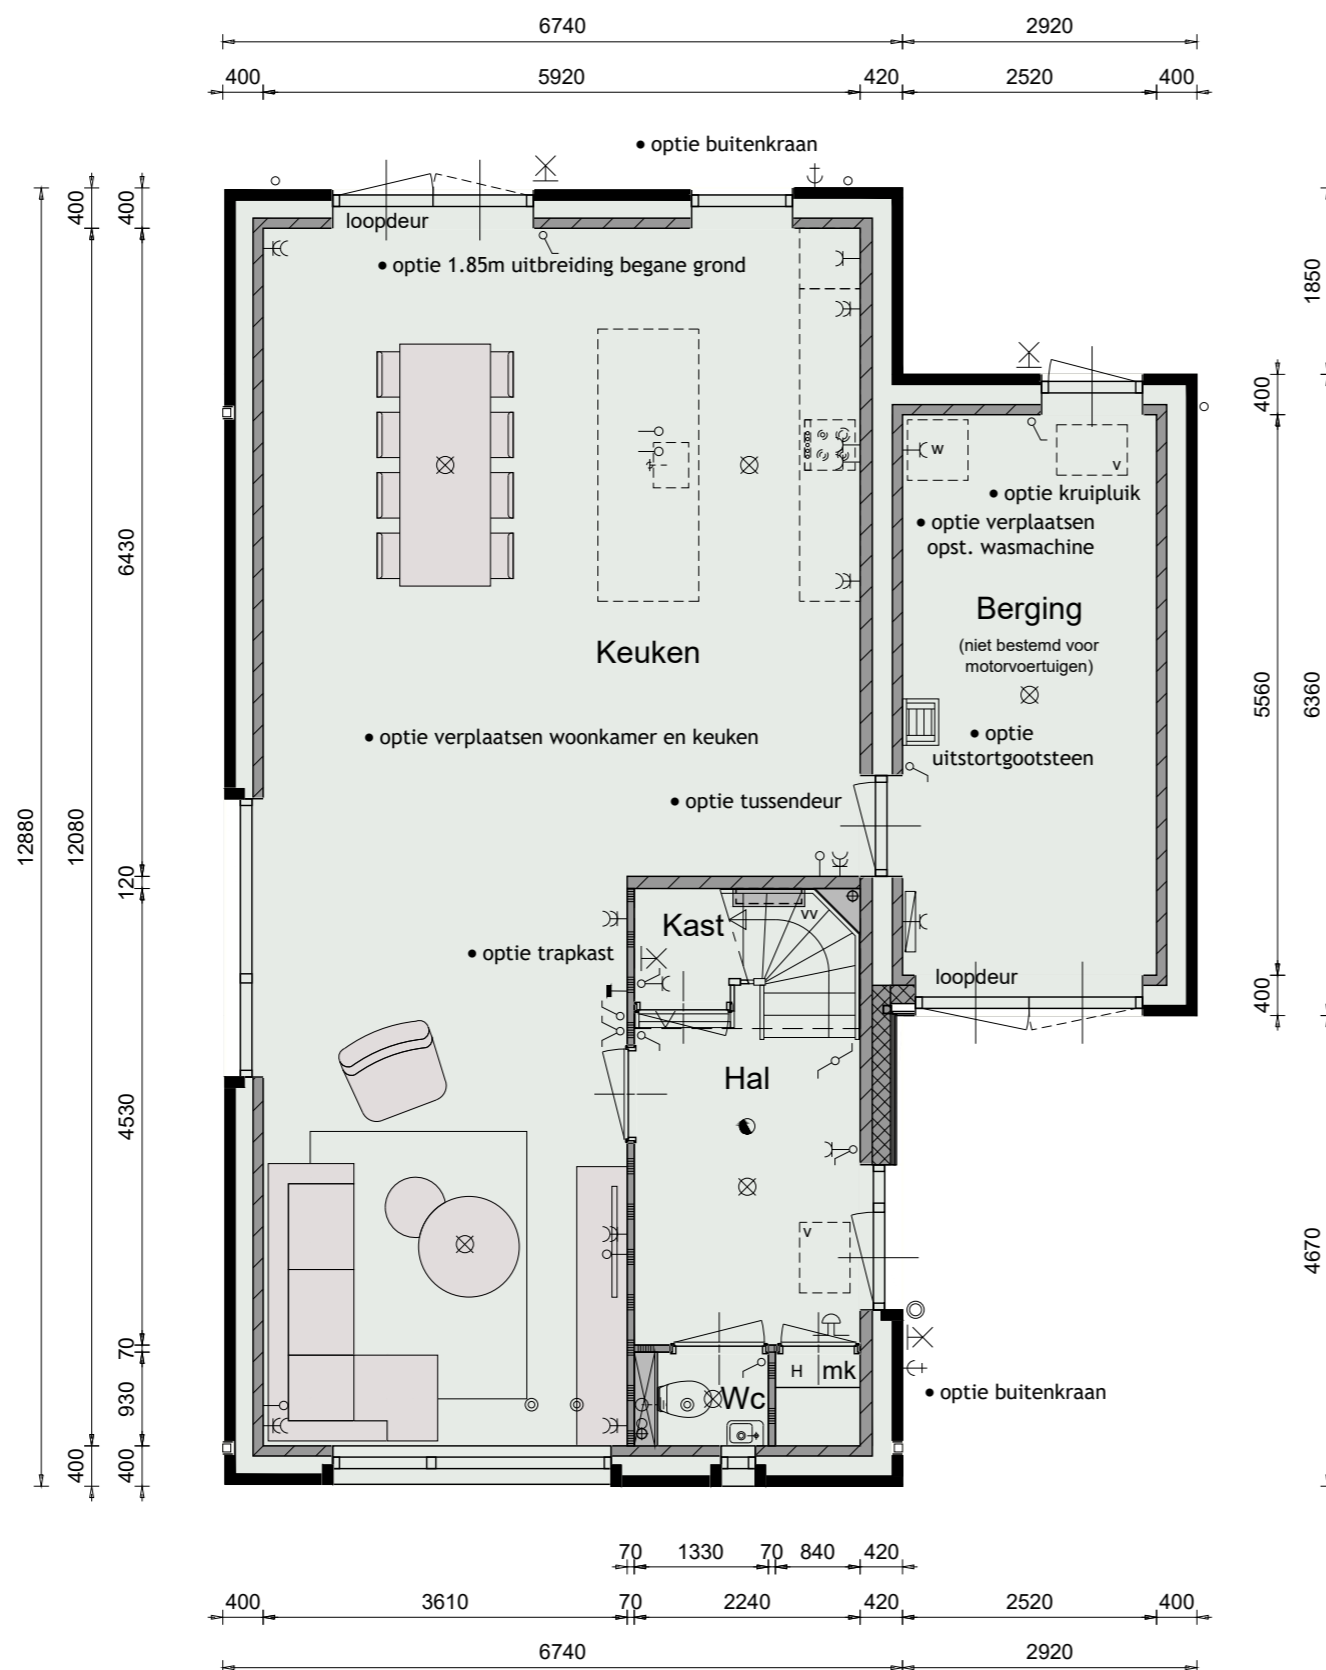 6740
2920
400
5920
420
2520
400
• optie buitenkraan
400
400
loopdeur
• optie 1.85m uitbreiding begane grond
1850
400
w
v
• optie kruipluik
• optie verplaatsen
opst. wasmachine
6430
Berging
(niet bestemd voor
motorvoertuigen)
Keuken
5560
6360
• optie
uitstortgootsteen
• optie verplaatsen woonkamer en keuken
• optie tussendeur
12880
12080
120
Kast
vv
• optie trapkast
loopdeur
400
Hal
4530
v
4670
70
H
mk
Wc
930
• optie buitenkraan
400
400
70
1330
70
840
420
400
3610
70
2240
420
2520
400
6740
2920